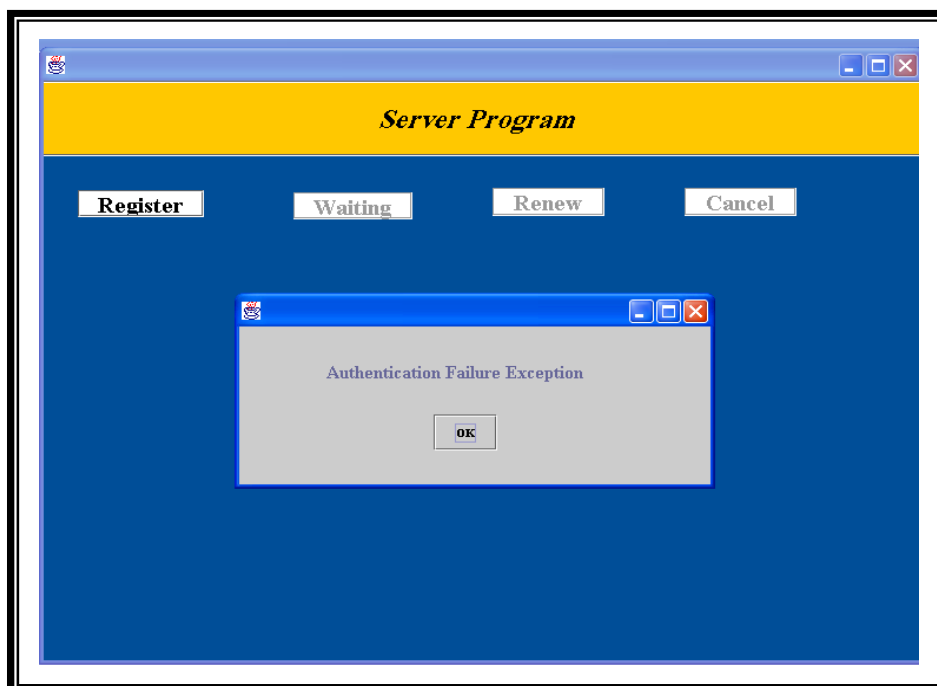 Server Program
Register Waiting Renew Cancel
Authentication Failure Exception
OK